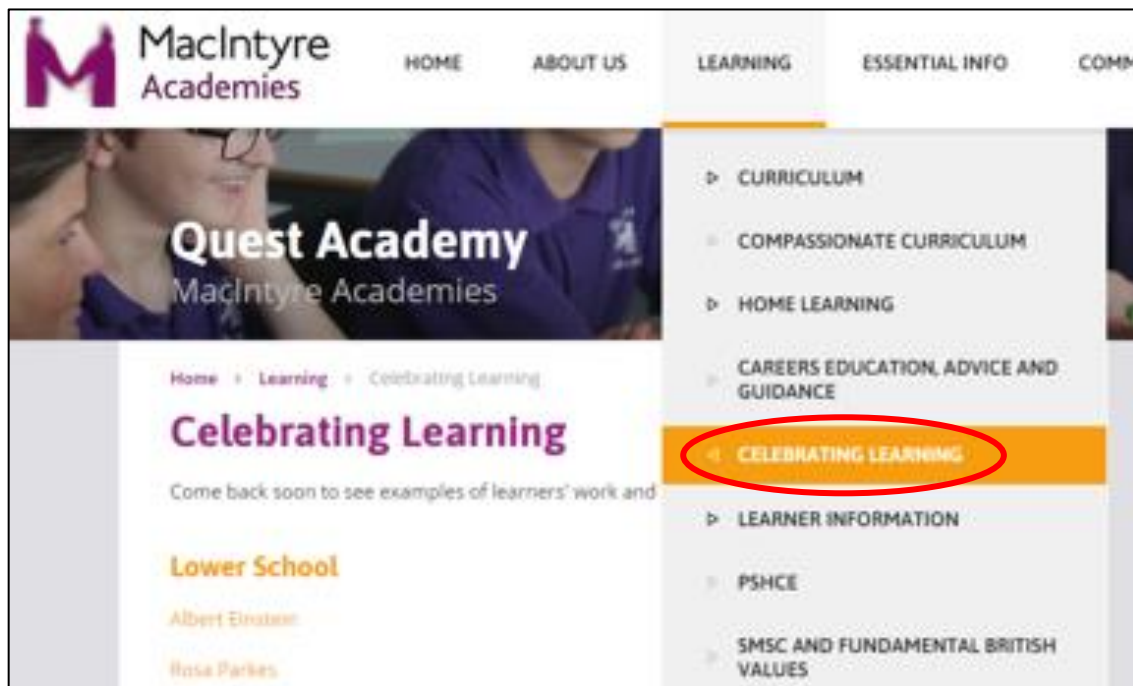 MacIntyre
Academies
HOME
ABOUT US
LEARNING
ESSENTIAL INFO
COMM
Quest Academy
MacIntyre Academies
Home
Learning
Celebrating Learning
Celebrating Learning
Come back soon to see examples of learners' work and
Lower School
Albert Einstein
Rosa Parkes
CURRICULUM
COMPASSIONATE CURRICULUM
HOME LEARNING
CAREERS EDUCATION, ADVICE AND
GUIDANCE
CELEBRATING LEARNING
LEARNER INFORMATION
PSHCE
SMSC AND FUNDAMENTAL BRITISH
VALUES